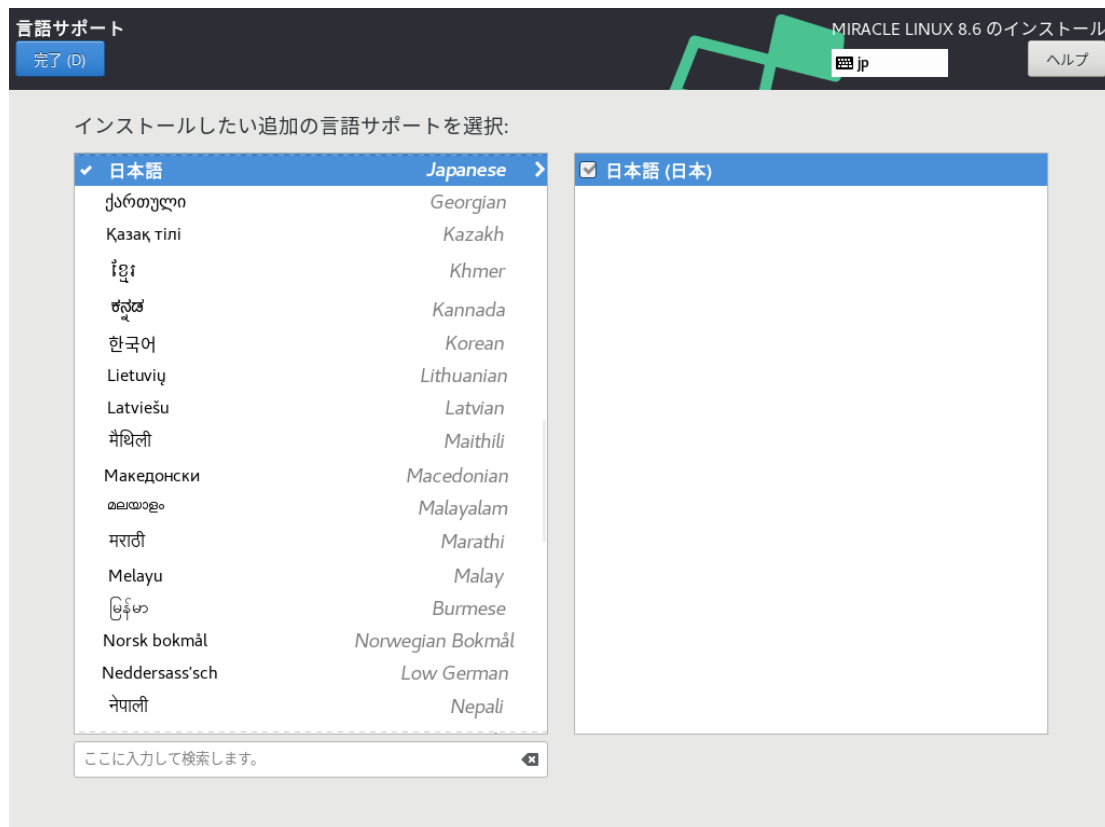 言語サポート
MIRACLE LINUX 8.6 のインストール
完了 (D)
jp
ヘルプ
インストールしたい追加の言語サポートを選択:
日本語 Japanese
日本語 (日本)
ქართული Georgian
Қазақ тілі Kazakh
ខ្មែរ Khmer
ಕನ್ನಡ Kannada
한국어 Korean
Lietuvių Lithuanian
Latviešu Latvian
मैथिली Maithili
Македонски Macedonian
മലയാളം Malayalam
मराठी Marathi
Melayu Malay
မြန်မာ Burmese
Norsk bokmål Norwegian Bokmål
Neddersass'sch Low German
नेपाली Nepali
ここに入力して検索します。